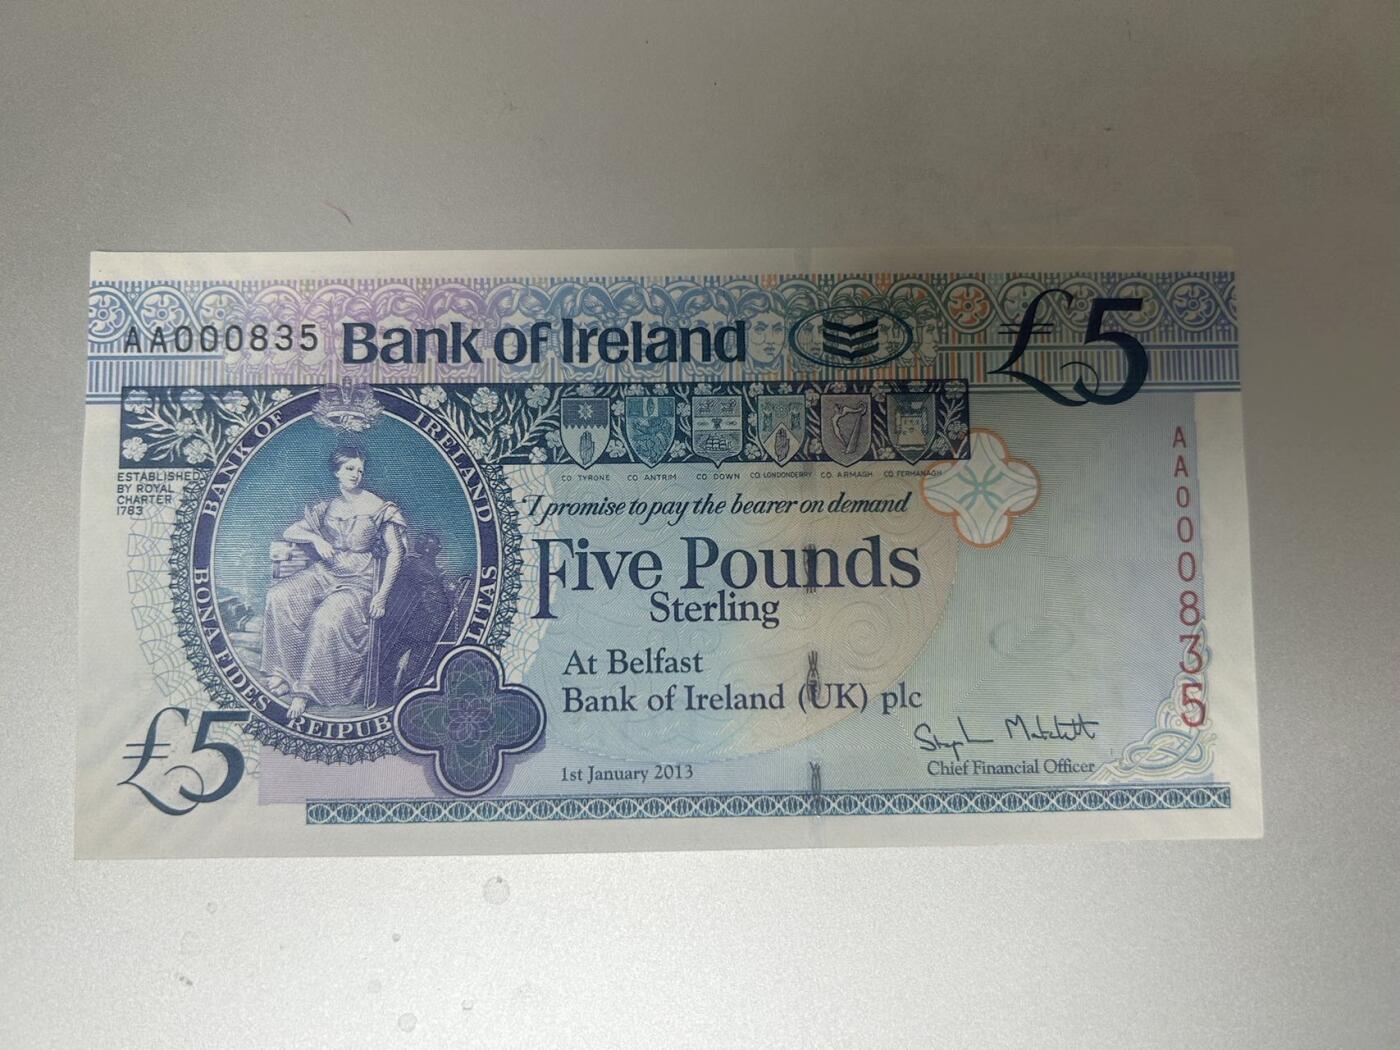 AA000835 Bank of Ireland £5
ESTABLISHED
BY ROYAL
CHARTER
1783
BANK OF IRELAND
BONA FIDES REIPUB LITAS
CO TYRONE CO ANTRIM CO DOWN CO LONDONDERRY CO ARMAGH CO FERMANAGH
I promise to pay the bearer on demand
Five Pounds
Sterling
At Belfast
Bank of Ireland (UK) plc
1st January 2013
Chief Financial Officer
£5
AA000835